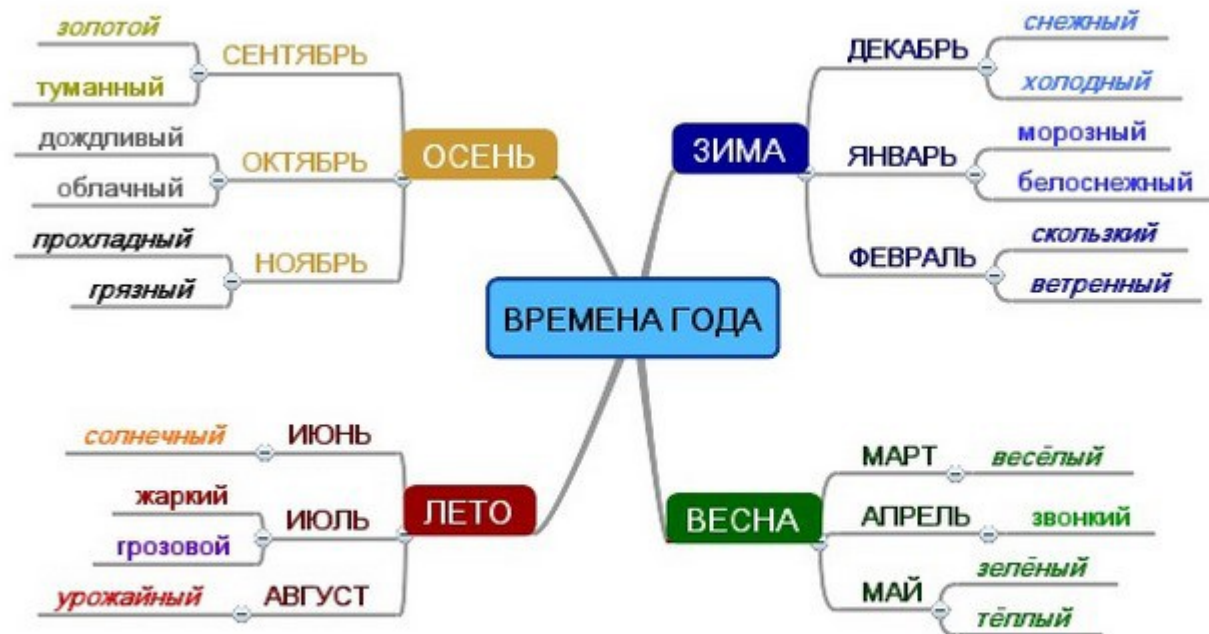 ВРЕМЕНА ГОДА
ОСЕНЬ
СЕНТЯБРЬ
золотой
туманный
ОКТЯБРЬ
дождливый
облачный
НОЯБРЬ
прохладный
грязный
ЗИМА
ДЕКАБРЬ
снежный
холодный
ЯНВАРЬ
морозный
белоснежный
ФЕВРАЛЬ
скользкий
ветренный
ЛЕТО
ИЮНЬ
солнечный
ИЮЛЬ
жаркий
грозовой
АВГУСТ
урожайный
ВЕСНА
МАРТ
весёлый
АПРЕЛЬ
звонкий
МАЙ
зелёный
тёплый